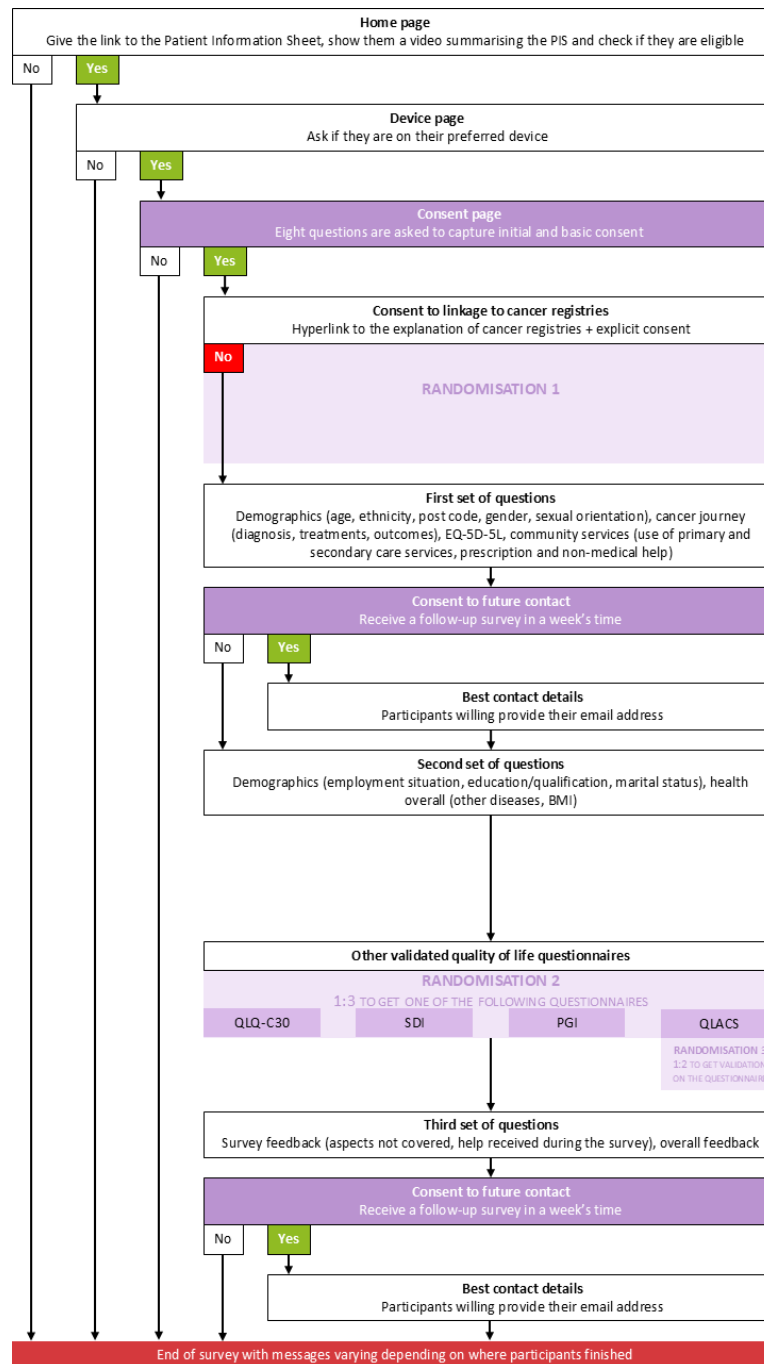 Home page
Give the link to the Patient Information Sheet, show them a video summarising the PIS and check if they are eligible
No
Yes
Device page
Ask if they are on their preferred device
No
Yes
Consent page
Eight questions are asked to capture initial and basic consent
No
Yes
Consent to linkage to cancer registries
Hyperlink to the explanation of cancer registries + explicit consent
No
RANDOMISATION 1
First set of questions
Demographics (age, ethnicity, post code, gender, sexual orientation), cancer journey
(diagnosis, treatments, outcomes), EQ-5D-5L, community services (use of primary and
secondary care services, prescription and non-medical help)
Consent to future contact
Receive a follow-up survey in a week's time
No
Yes
Best contact details
Participants willing provide their email address
Second set of questions
Demographics (employment situation, education/qualification, marital status), health
overall (other diseases, BMI)
Other validated quality of life questionnaires
RANDOMISATION 2
1:3 TO GET ONE OF THE FOLLOWING QUESTIONNAIRES
QLQ-C30
SDI
PGI
QLACS
RANDOMISATION 3
1:2 TO GET VALIDATION
ON THE QUESTIONNAIRE
Third set of questions
Survey feedback (aspects not covered, help received during the survey), overall feedback
Consent to future contact
Receive a follow-up survey in a week's time
No
Yes
Best contact details
Participants willing provide their email address
End of survey with messages varying depending on where participants finished